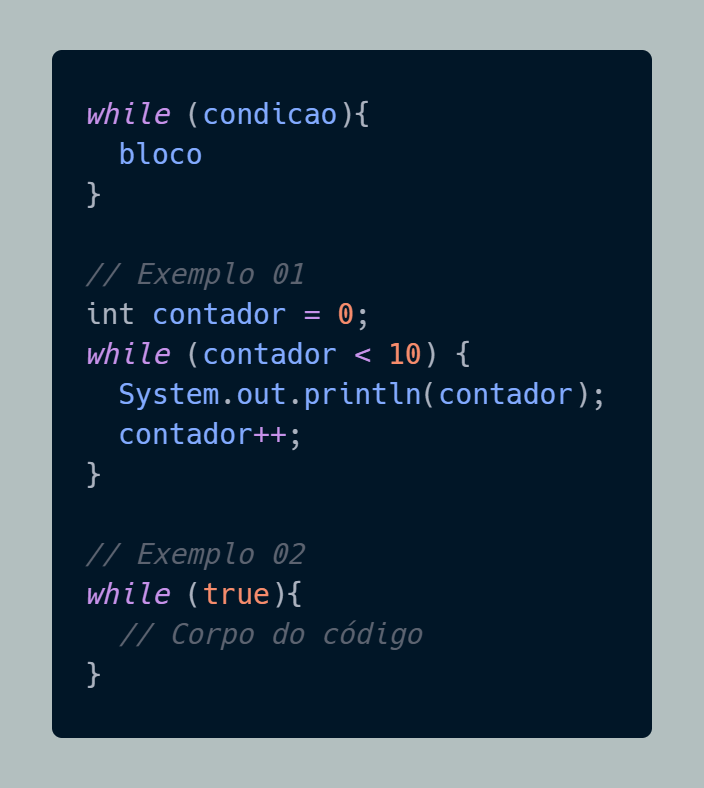 while (condicao){
  bloco
}

// Exemplo 01
int contador = 0;
while (contador < 10) {
  System.out.println(contador);
  contador++;
}

// Exemplo 02
while (true){
  // Corpo do código
}